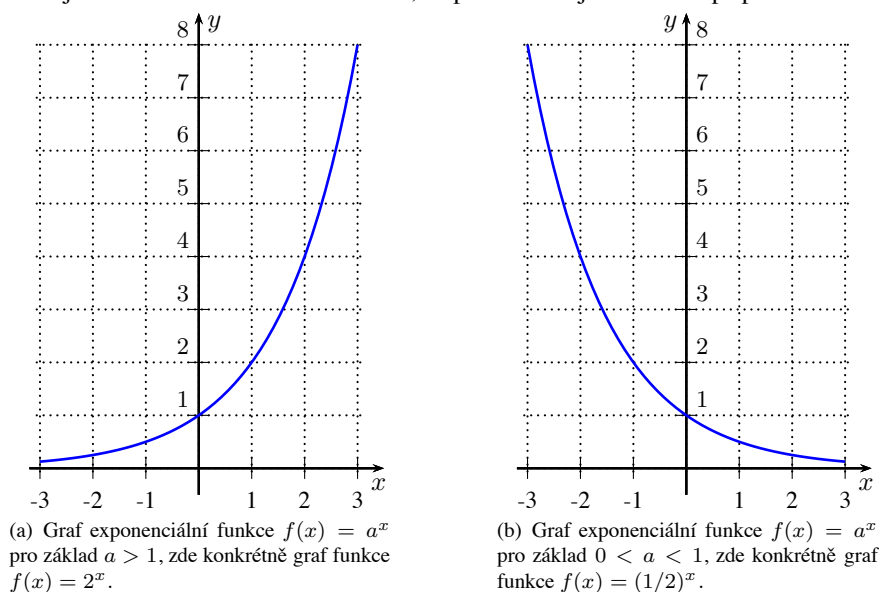 y
8
7
6
5
4
3
2
1
-3 -2 -1 1 2 3 x
(a) Graf exponenciální funkce f(x) = a^x
pro základ a > 1, zde konkrétně graf funkce
f(x) = 2^x.
y
8
7
6
5
4
3
2
1
-3 -2 -1 1 2 3 x
(b) Graf exponenciální funkce f(x) = a^x
pro základ 0 < a < 1, zde konkrétně graf
funkce f(x) = (1/2)^x.